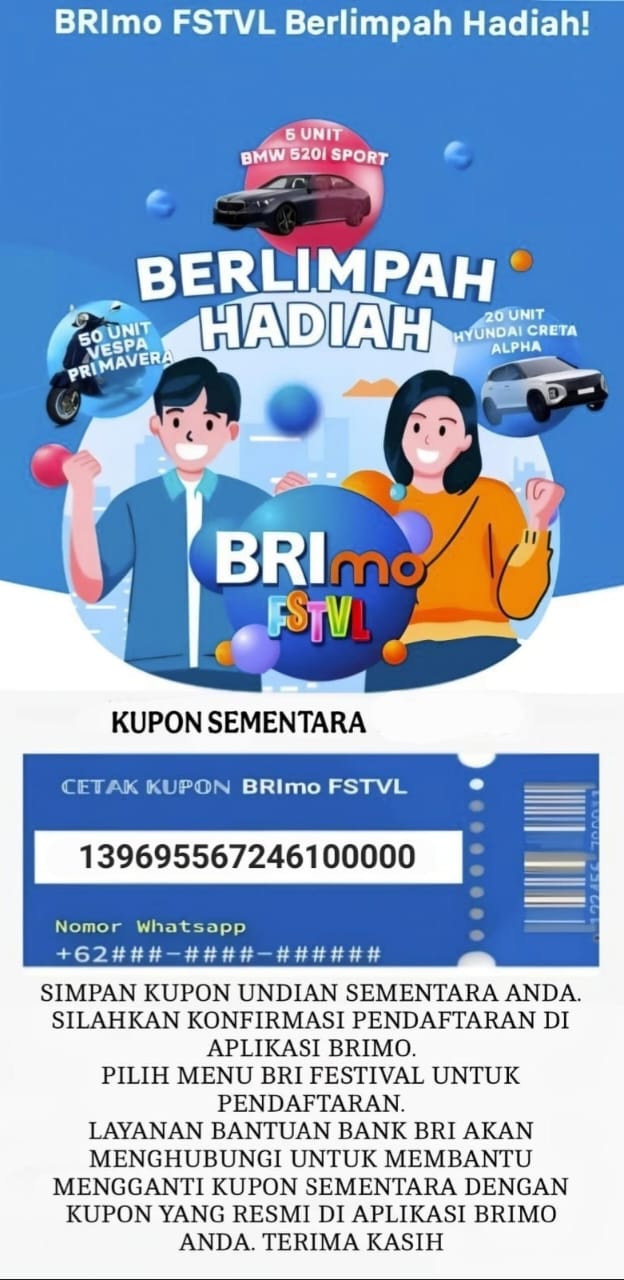 BRImo FSTVL Berlimpah Hadiah!
5 UNIT
BMW 520i SPORT
BERLIMPAH
HADIAH
50 UNIT
VESPA
PRIMAVERA
20 UNIT
HYUNDAI CRETA
ALPHA
BRImo
FSTVL
KUPON SEMENTARA
CETAK KUPON BRImo FSTVL
139695567246100000
Nomor Whatsapp
+62###-####-######
SIMPAN KUPON UNDIAN SEMENTARA ANDA.
SILAHKAN KONFIRMASI PENDAFTARAN DI
APLIKASI BRIMO.
PILIH MENU BRI FESTIVAL UNTUK
PENDAFTARAN.
LAYANAN BANTUAN BANK BRI AKAN
MENGHUBUNGI UNTUK MEMBANTU
MENGGANTI KUPON SEMENTARA DENGAN
KUPON YANG RESMI DI APLIKASI BRIMO
ANDA. TERIMA KASIH